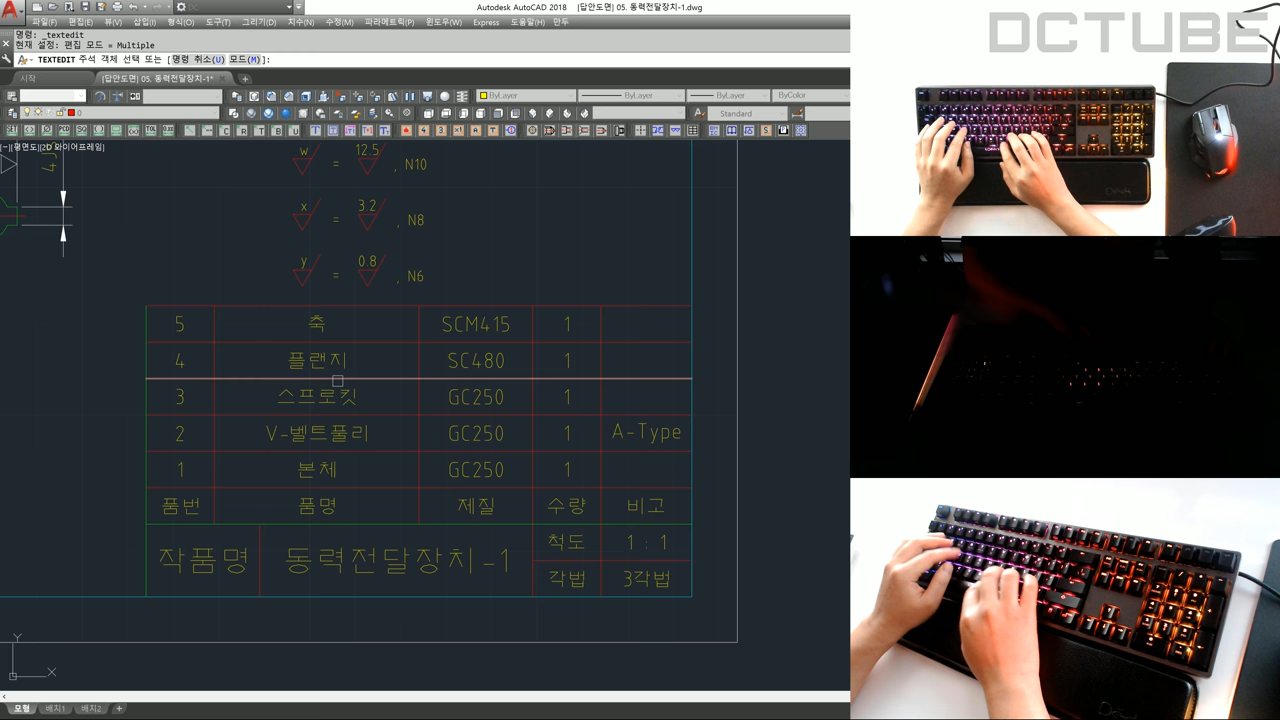 Autodesk AutoCAD 2018 [답안도면] 05. 동력전달장치-1.dwg
파일(F) 편집(E) 뷰(V) 삽입(I) 형식(O) 도구(T) 그리기(D) 치수(N) 수정(M) 파라메트릭(P) 윈도우(W) Express 도움말(H) 만두
명령: _textedit
현재 설정: 편집 모드 = Multiple
TEXTEDIT 주석 객체 선택 또는 [명령 취소(U) 모드(M)]:
시작 [답안도면] 05. 동력전달장치-1*
0 ByLayer ByLayer ByLayer ByColor
Standard
[−][평면도][2D 와이어프레임]
w = 12.5 , N10
x = 3.2 , N8
y = 0.8 , N6
5 축 SCM415 1
4 플랜지 SC480 1
3 스프로킷 GC250 1
2 V-벨트풀리 GC250 1 A-Type
1 본체 GC250 1
품번 품명 제질 수량 비고
작품명 동력전달장치-1 척도 1 : 1
각법 3각법
Y
X
모형 배치1 배치2
DCTUBE